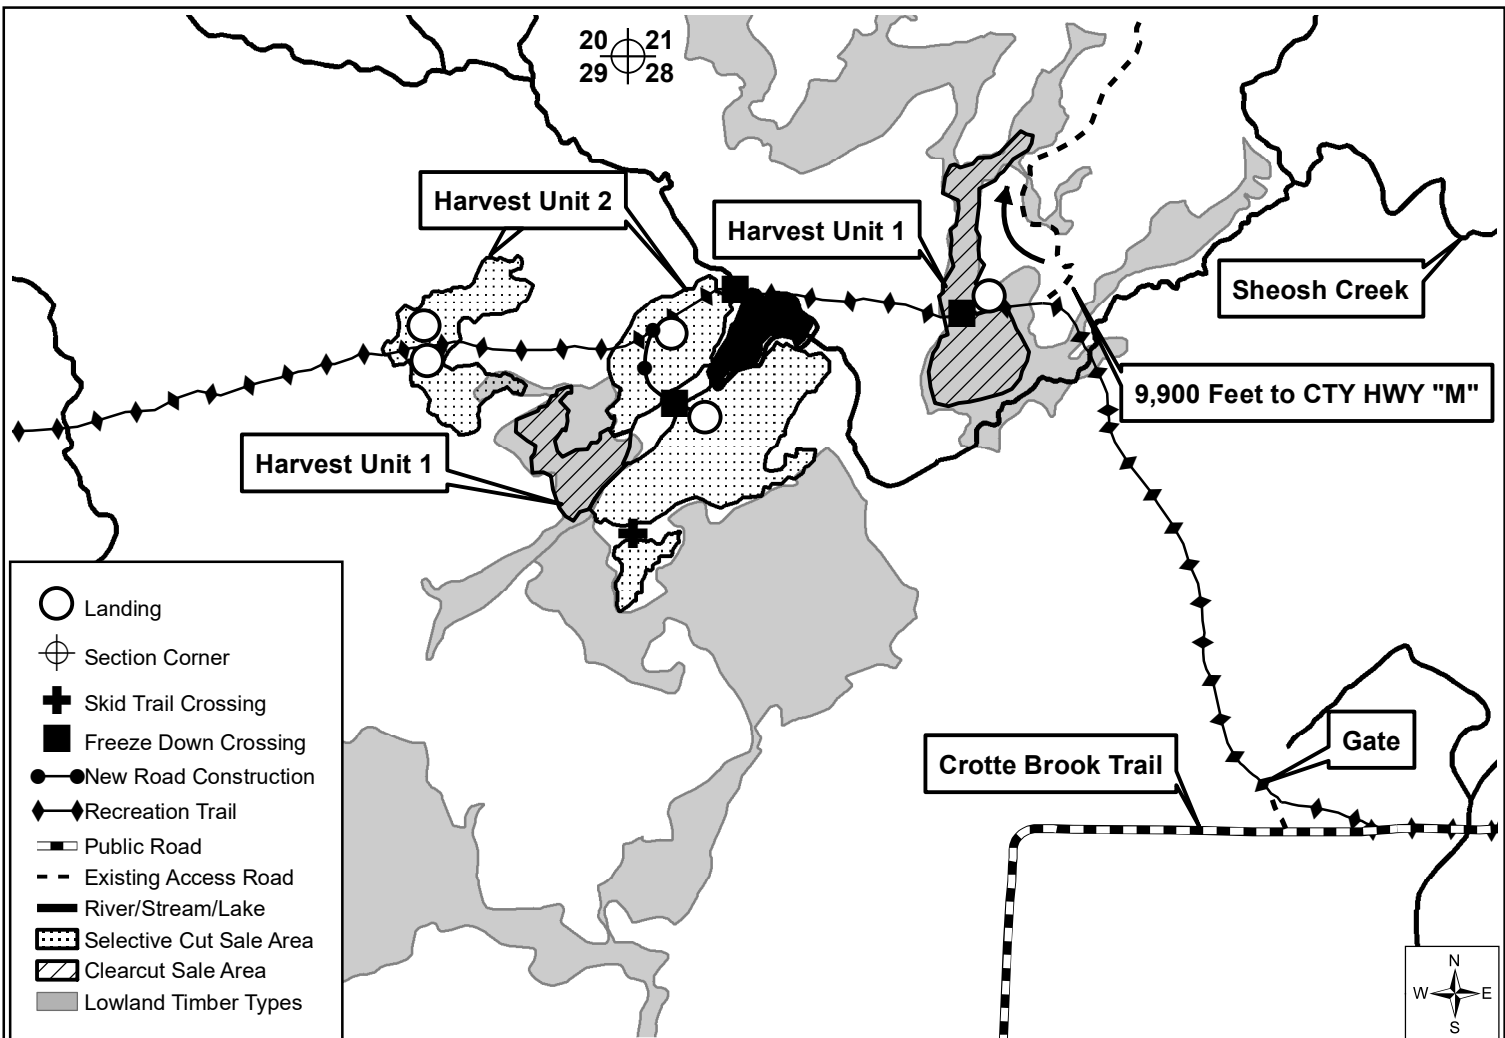 20 21
29 28
Harvest Unit 2
Harvest Unit 1
Sheosh Creek
9,900 Feet to CTY HWY "M"
Harvest Unit 1
Gate
Crotte Brook Trail
Landing
Section Corner
Skid Trail Crossing
Freeze Down Crossing
New Road Construction
Recreation Trail
Public Road
Existing Access Road
River/Stream/Lake
Selective Cut Sale Area
Clearcut Sale Area
Lowland Timber Types
N
W E
S